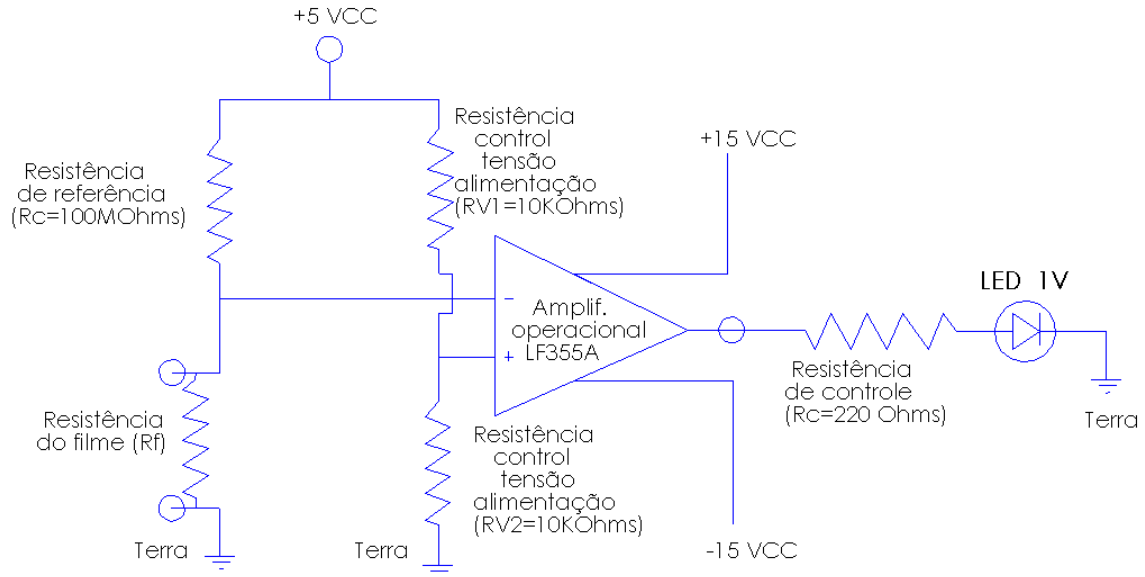 +5 VCC
Resistência
control
tensão
alimentação
(RV1=10KOhms)
+15 VCC
Resistência
de referência
(Rc=100MOhms)
LED 1V
−
Amplif.
operacional
LF355A
+
Resistência
de controle
(Rc=220 Ohms)
Terra
Resistência
do filme (Rf)
Resistência
control
tensão
alimentação
(RV2=10KOhms)
Terra
Terra
-15 VCC